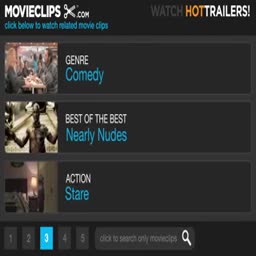 MOVIECLIPS .COM WATCH HOTTRAILERS!
click below to watch related movie clips
GENRE
Comedy
BEST OF THE BEST
Nearly Nudes
ACTION
Stare
1 2 3 4 5 click to search only movieclips